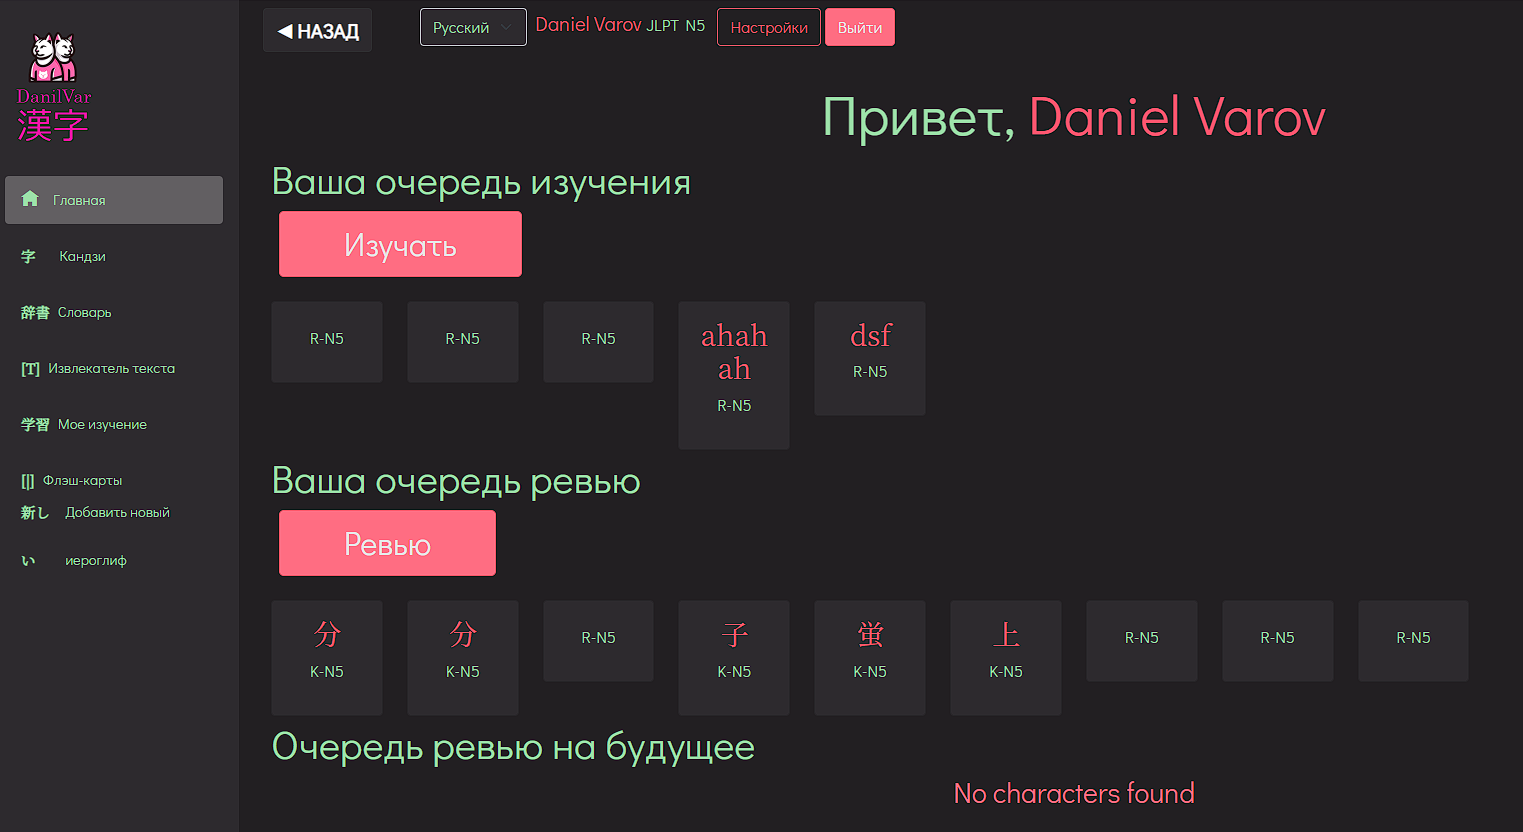 DanilVar
漢字
Главная
字 Кандзи
辞書 Словарь
[T] Извлекатель текста
学習 Мое изучение
[|] Флэш-карты
新し Добавить новый
い иероглиф
◀ НАЗАД
Русский
Daniel Varov JLPT N5
Настройки
Выйти
Привет, Daniel Varov
Ваша очередь изучения
Изучать
R-N5
R-N5
R-N5
ahah
ah
R-N5
dsf
R-N5
Ваша очередь ревью
Ревью
分
K-N5
分
K-N5
R-N5
子
K-N5
蛍
K-N5
上
K-N5
R-N5
R-N5
R-N5
Очередь ревью на будущее
No characters found